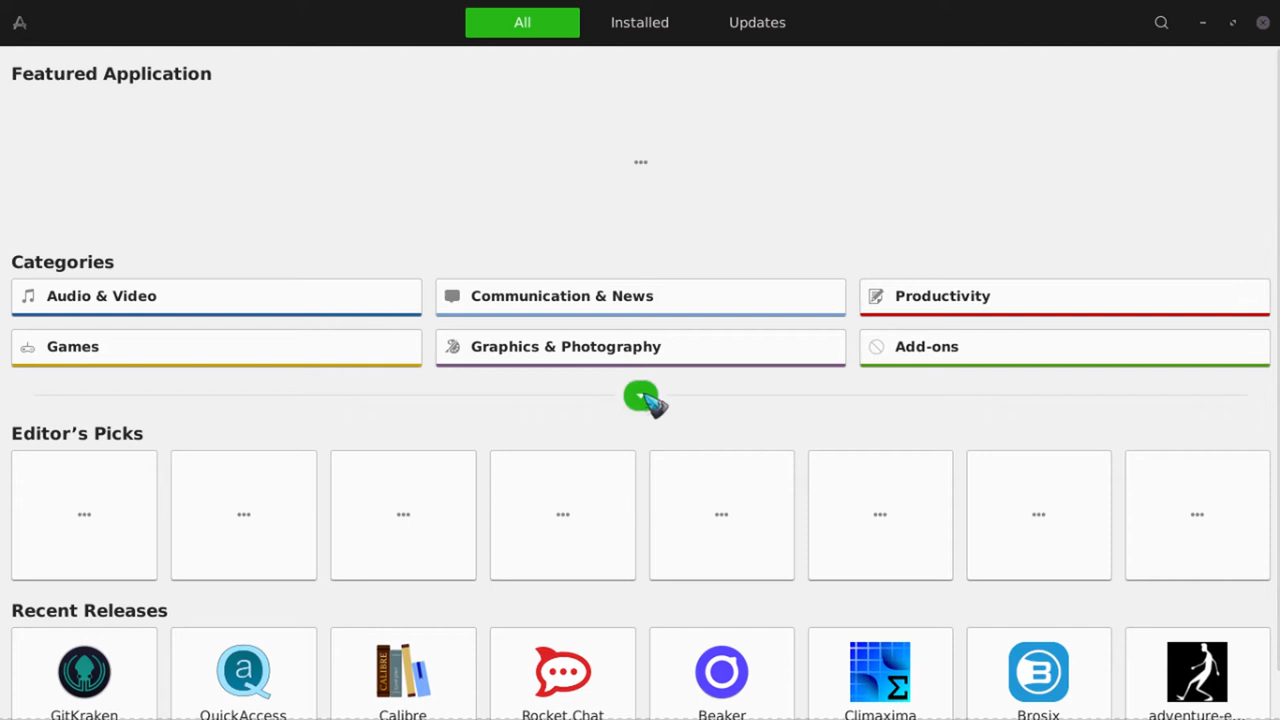 All Installed Updates
Featured Application
...
Categories
Audio & Video Communication & News Productivity
Games Graphics & Photography Add-ons
Editor’s Picks
... ... ... ... ... ... ... ...
Recent Releases
CALIBRE
a Σ B
GitKraken QuickAccess Calibre Rocket.Chat Beaker Climaxima Brosix adventure-e...